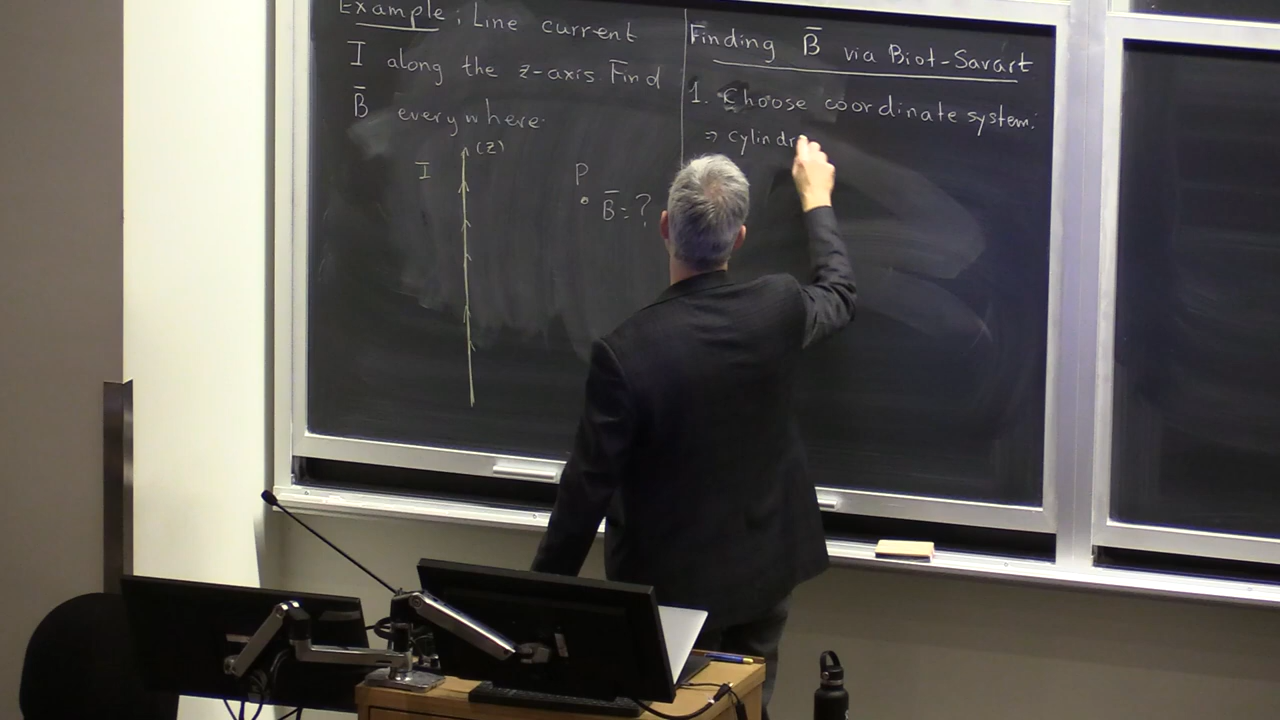 Example: Line current
I along the z-axis Find
B̄ everywhere.
(z)
I
P
B̄=?
Finding B̄ via Biot-Savart
1. Choose coordinate system:
⇒ cylindr